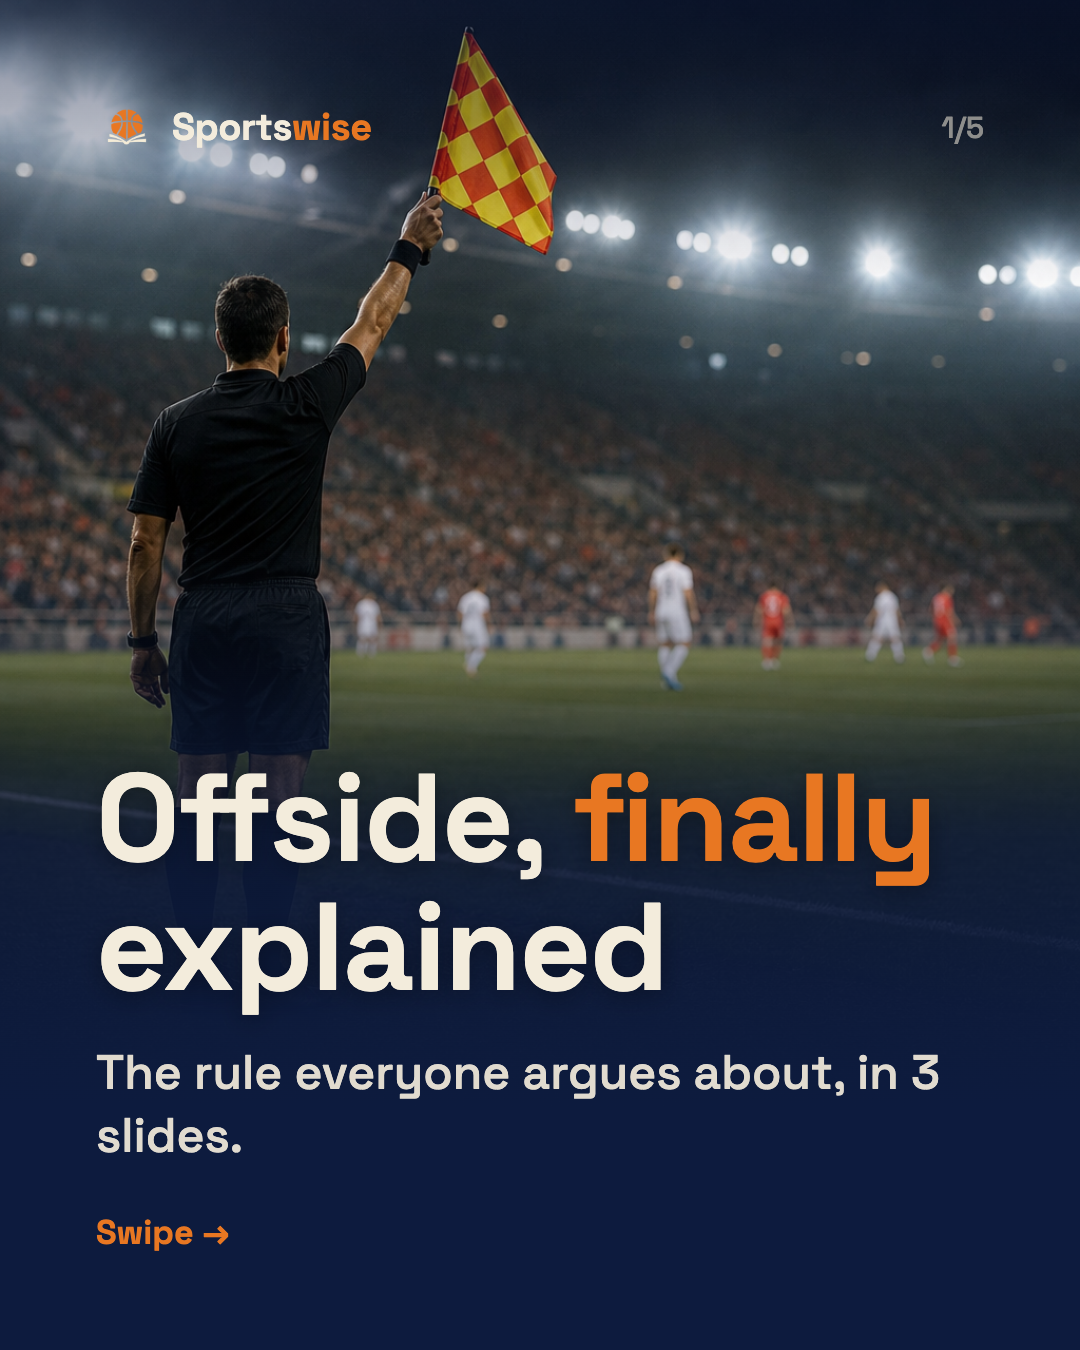 Sportswise
1/5
Offside, finally
explained
The rule everyone argues about, in 3
slides.
Swipe →